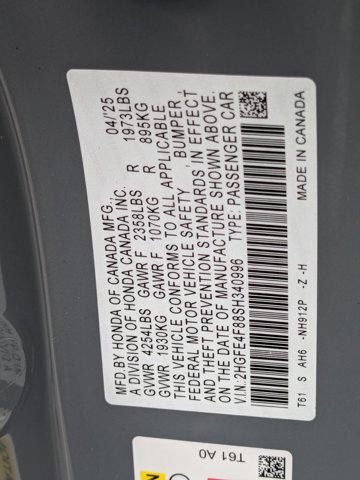 MFD.BY HONDA OF CANADA MFG., 04/'25
A DIVISION OF HONDA CANADA INC.
GVWR 4254LBS GAWR F 2358LBS R 1973LBS
GVWR 1930KG GAWR F 1070KG R 895KG
THIS VEHICLE CONFORMS TO ALL APPLICABLE
FEDERAL MOTOR VEHICLE SAFETY , BUMPER ,
AND THEFT PREVENTION STANDARDS IN EFFECT
ON THE DATE OF MANUFACTURE SHOWN ABOVE.
V.I.N.:2HGFE4F88SH340996 TYPE:PASSENGER CAR
T61 S AH6 -NH912P -Z -H MADE IN CANADA
T61 A0